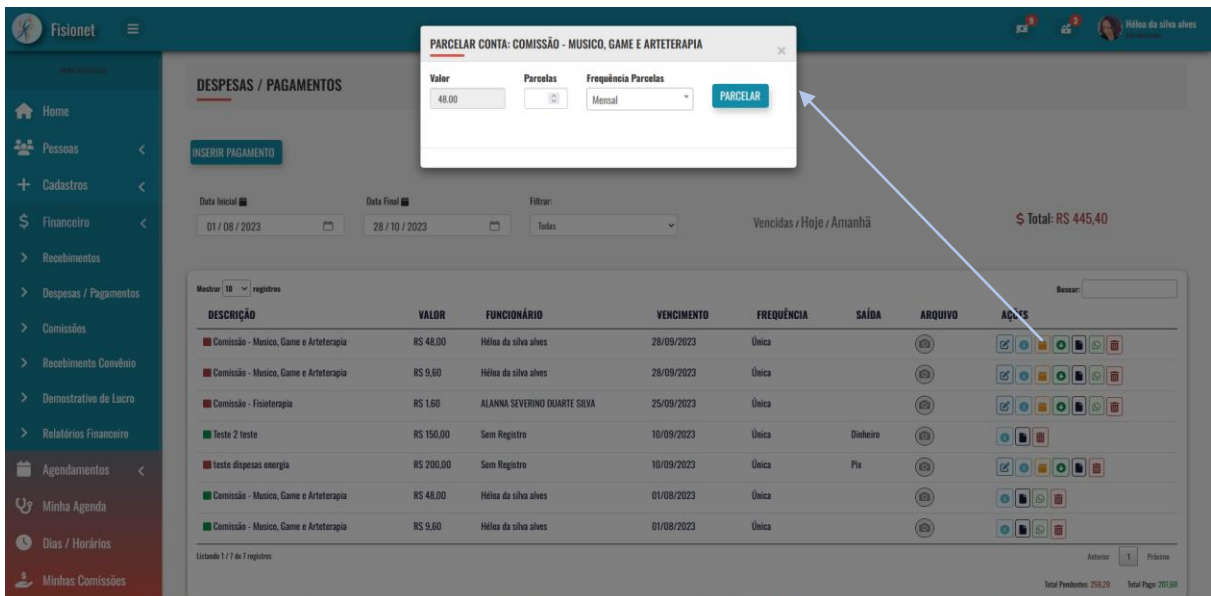 Fisionet
9
3
Héloa da silva alves
PARCELAR CONTA: COMISSÃO - MUSICO, GAME E ARTETERAPIA
×
Valor Parcelas Frequência Parcelas
48.00 Mensal PARCELAR
DESPESAS / PAGAMENTOS
Home
Pessoas
Cadastros
Financeiro
Recebimentos
Despesas / Pagamentos
Comissões
Recebimento Convênio
Demostrativo de Lucro
Relatórios Financeiro
Agendamentos
Minha Agenda
Dias / Horários
Minhas Comissões
INSERIR PAGAMENTO
Data Inicial Data Final Filtrar:
01 / 08 / 2023 28 / 10 / 2023 Todas Vencidas / Hoje / Amanhã $ Total: R$ 445,40
Mostrar 10 registros Buscar:
DESCRIÇÃO VALOR FUNCIONÁRIO VENCIMENTO FREQUÊNCIA SAÍDA ARQUIVO AÇÕES
Comissão - Musico, Game e Arteterapia R$ 48,00 Héloa da silva alves 28/09/2023 Única
Comissão - Musico, Game e Arteterapia R$ 9,60 Héloa da silva alves 28/09/2023 Única
Comissão - Fisioterapia R$ 1,60 ALANNA SEVERINO DUARTE SILVA 25/09/2023 Única
Teste 2 teste R$ 150,00 Sem Registro 10/09/2023 Única Dinheiro
teste dispesas energia R$ 200,00 Sem Registro 10/09/2023 Única Pix
Comissão - Musico, Game e Arteterapia R$ 48,00 Héloa da silva alves 01/08/2023 Única
Comissão - Musico, Game e Arteterapia R$ 9,60 Héloa da silva alves 01/08/2023 Única
Listando 1 / 7 de 7 registros Anterior 1 Próximo
Total Pendentes: 259,20 Total Pago: 207,60